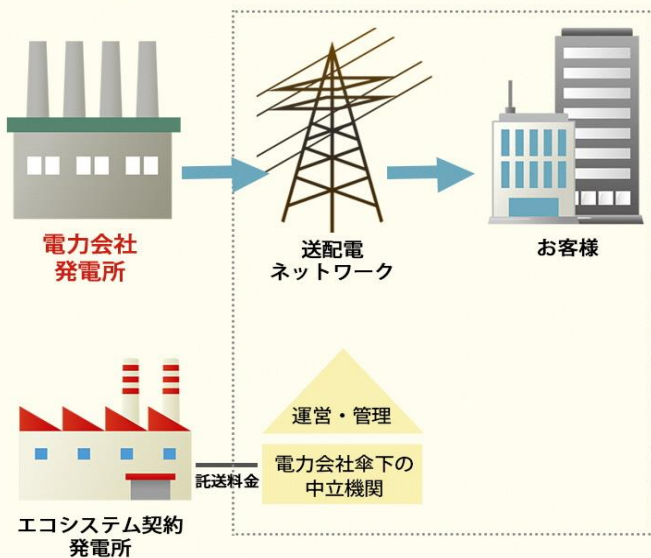 電力会社
発電所
送配電
ネットワーク
お客様
運営・管理
電力会社傘下の
中立機関
託送料金
エコシステム契約
発電所